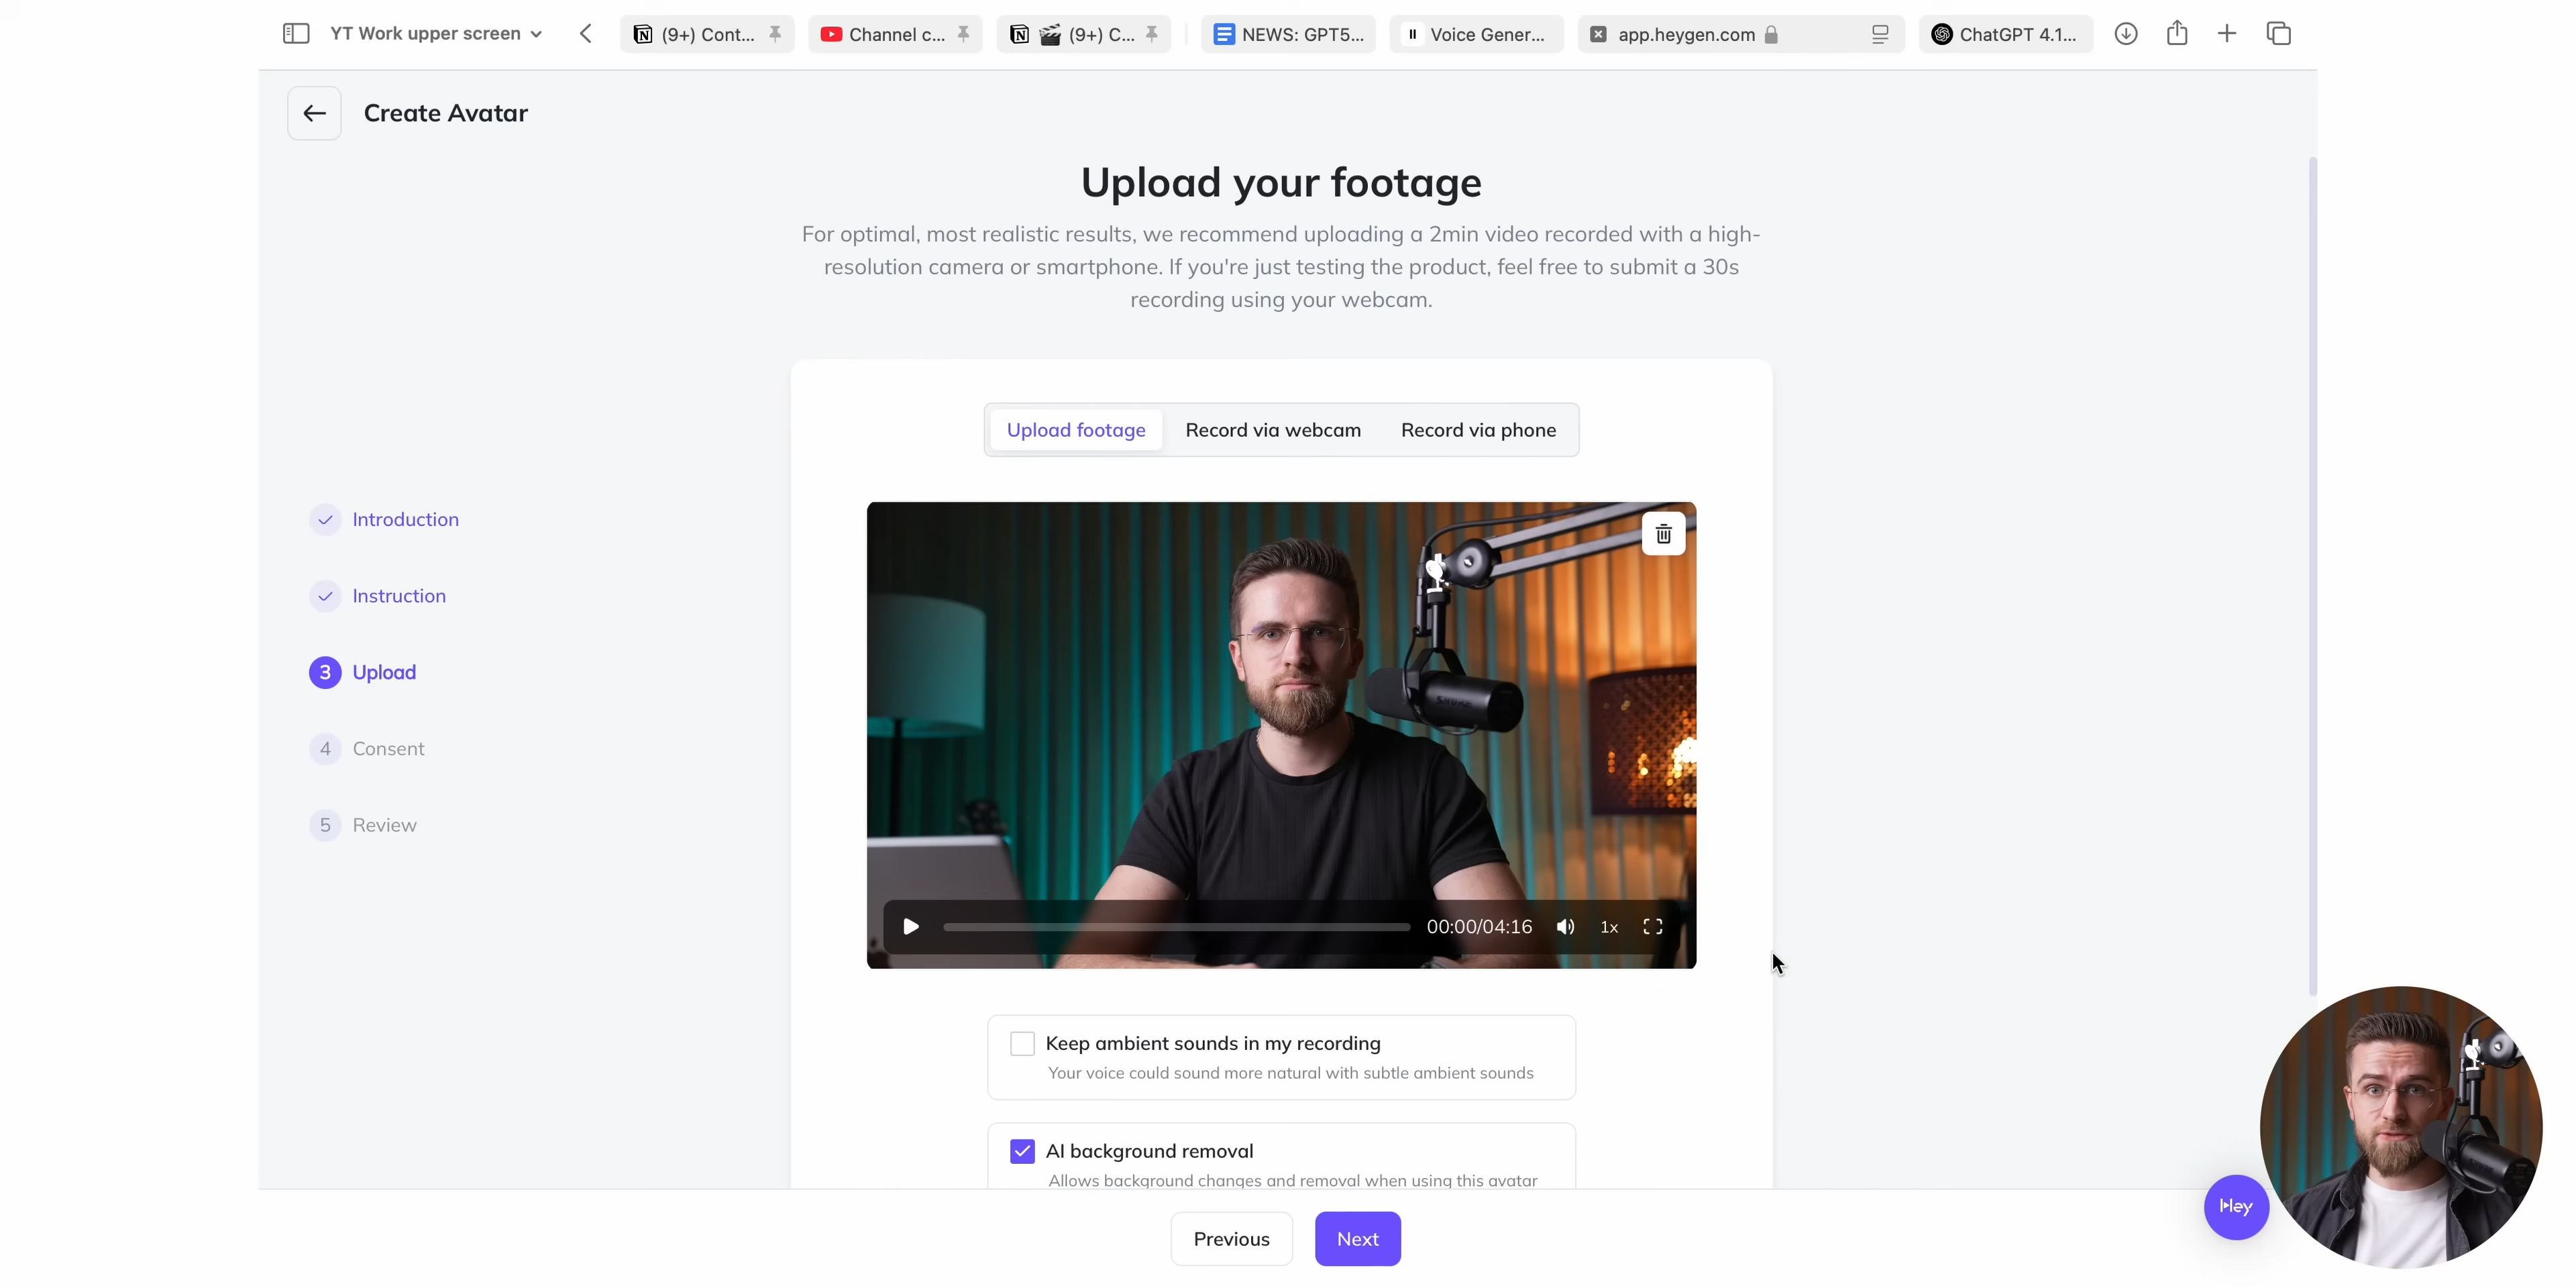 YT Work upper screen
(9+) Cont...
Channel c...
(9+) C...
NEWS: GPT5...
Voice Gener...
app.heygen.com
ChatGPT 4.1...
Create Avatar
Upload your footage
For optimal, most realistic results, we recommend uploading a 2min video recorded with a high-
resolution camera or smartphone. If you're just testing the product, feel free to submit a 30s
recording using your webcam.
Upload footage
Record via webcam
Record via phone
Introduction
Instruction
3 Upload
4 Consent
5 Review
SHURE
00:00/04:16
1x
Keep ambient sounds in my recording
Your voice could sound more natural with subtle ambient sounds
AI background removal
Allows background changes and removal when using this avatar
Previous
Next
Hey